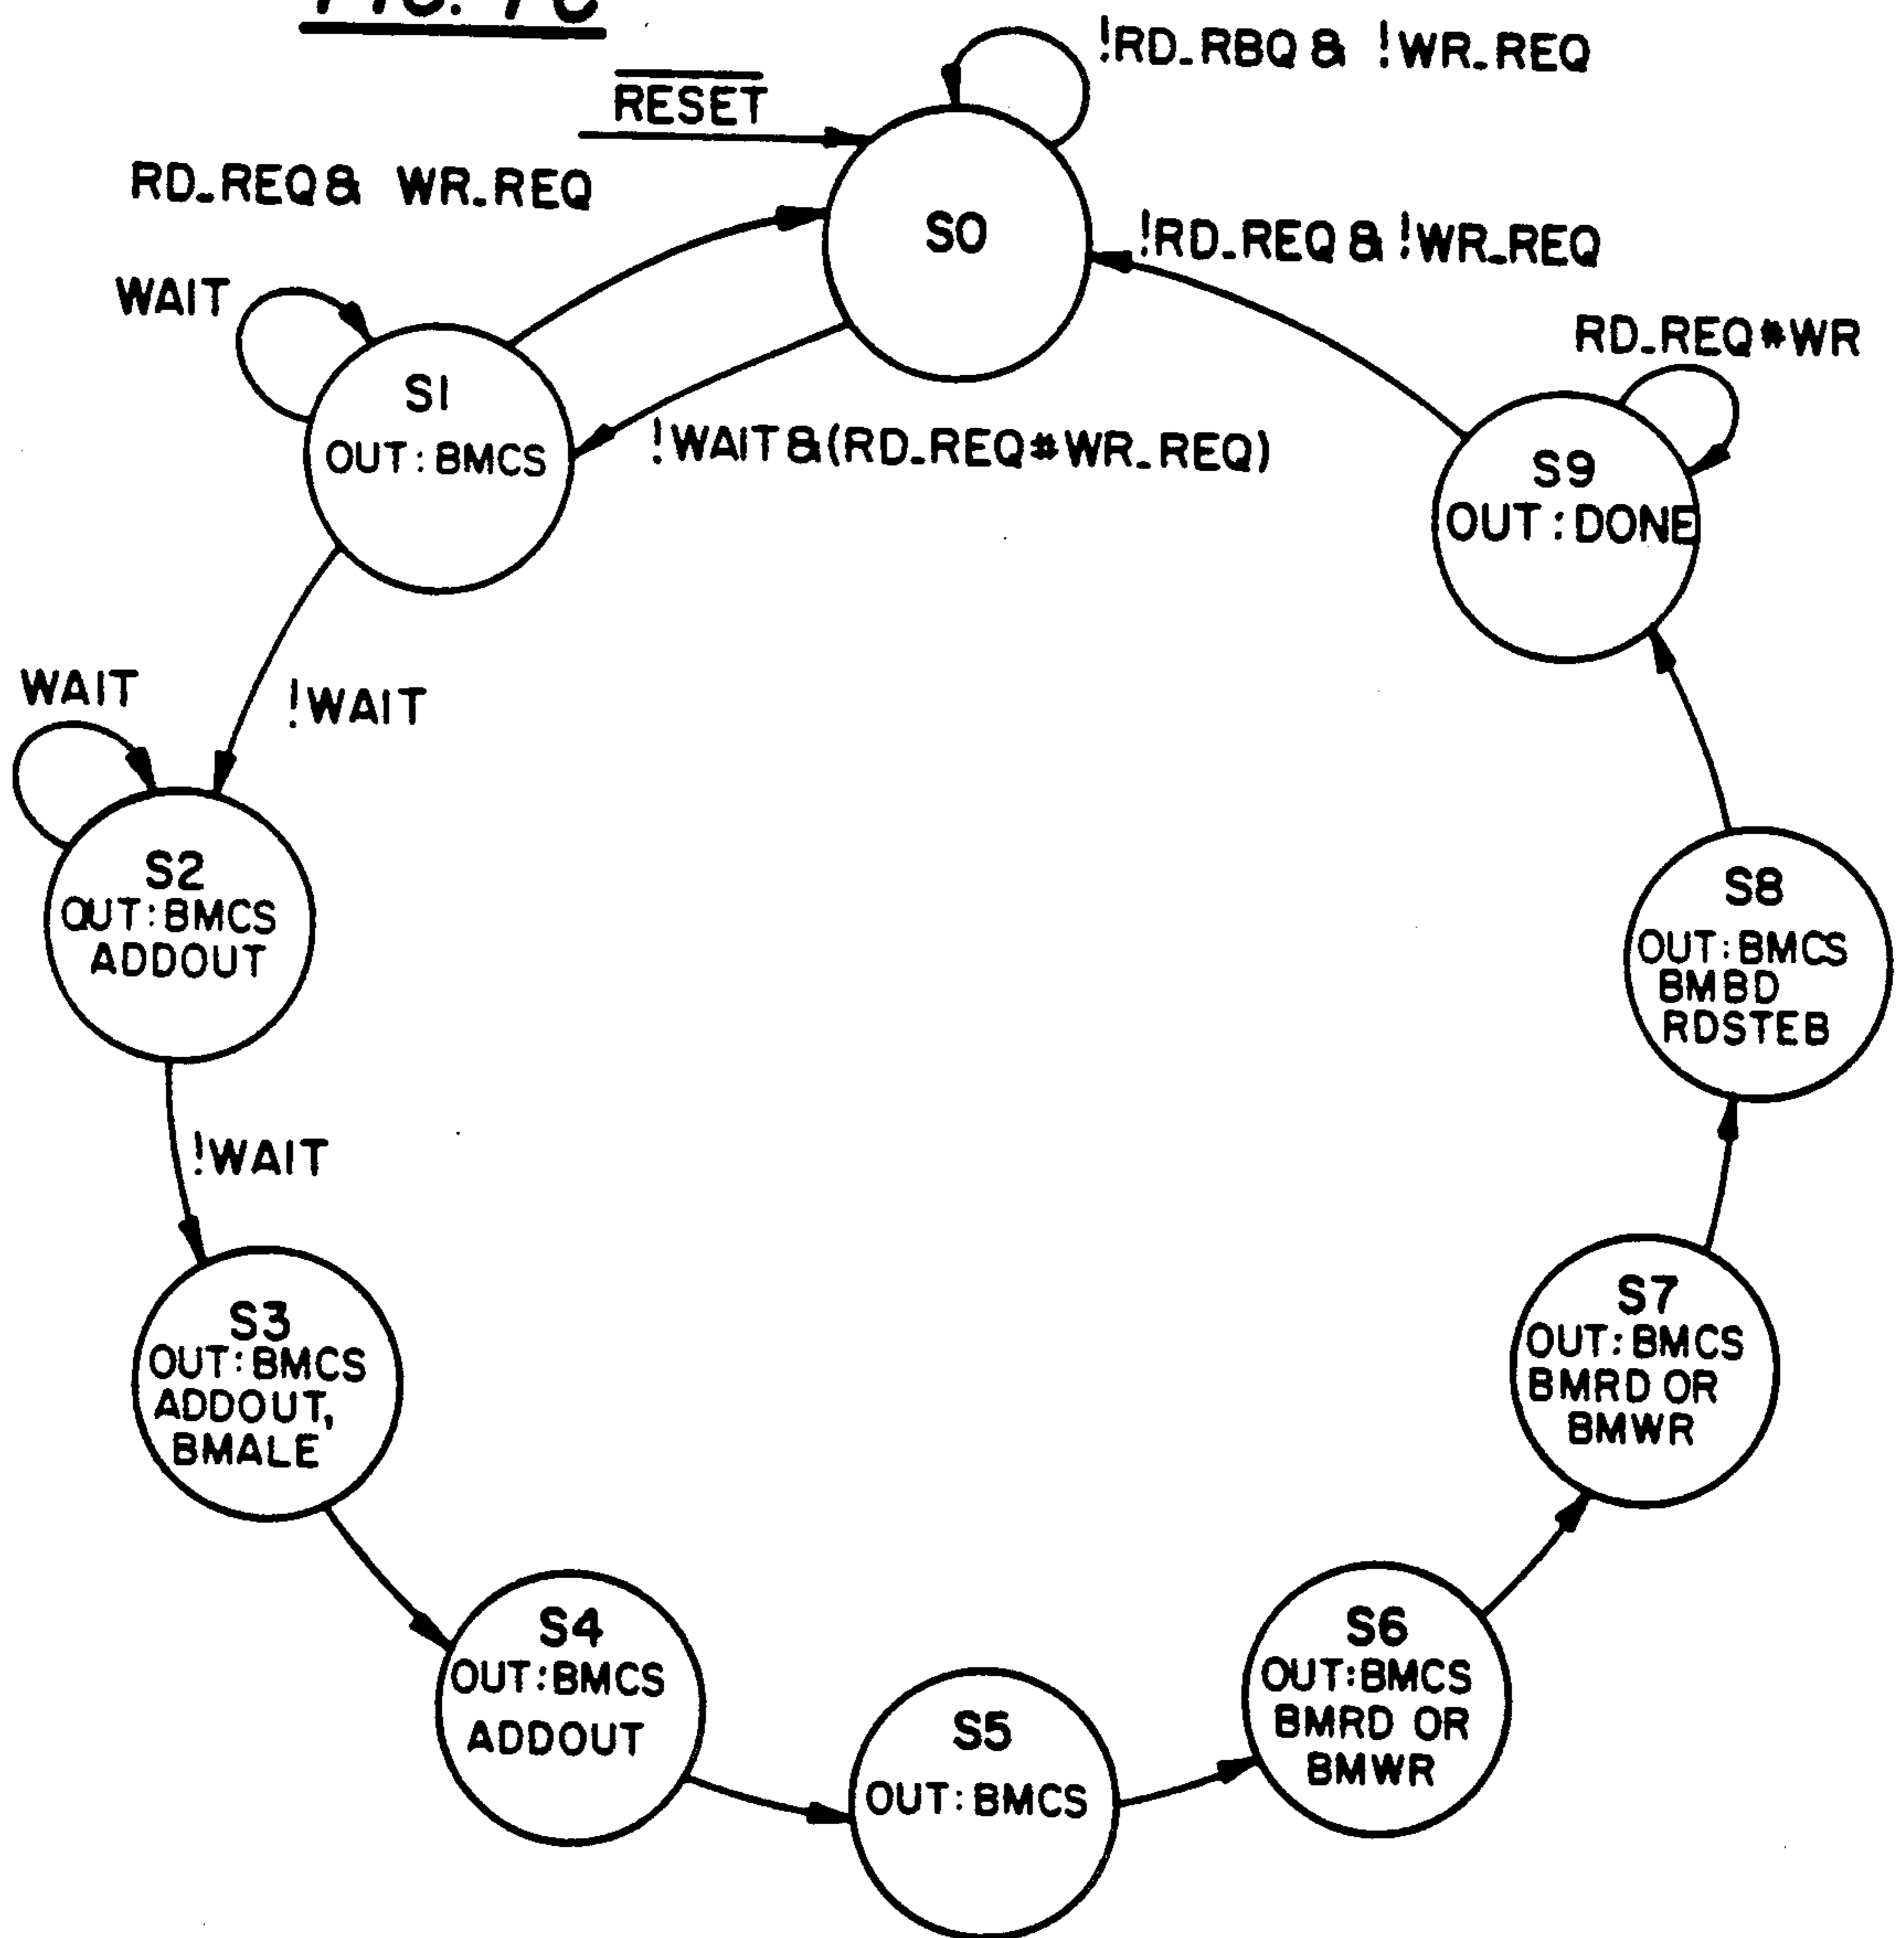 !RD_RBQ & !WR_REQ
RESET
RD_REQ & WR_REQ
S0
!RD_REQ & !WR_REQ
WAIT
RD_REQ#WR
S1
OUT:BMCS
!WAIT&(RD_REQ#WR_REQ)
S9
OUT:DONE
WAIT
!WAIT
S2
OUT:BMCS
ADDOUT
S8
OUT:BMCS
BMBD
RDSTEB
!WAIT
S3
OUT:BMCS
ADDOUT,
BMALE
S7
OUT:BMCS
BMRD OR
BMWR
S4
OUT:BMCS
ADDOUT
S5
OUT:BMCS
S6
OUT:BMCS
BMRD OR
BMWR